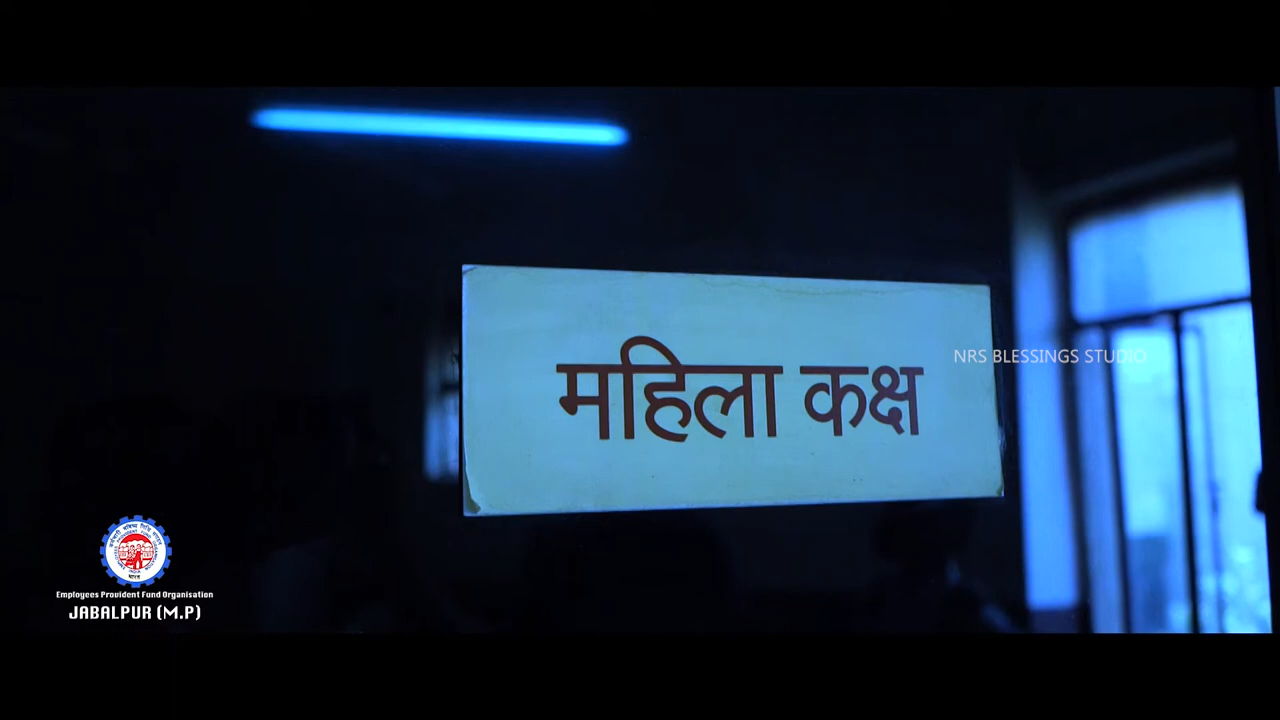 महिला कक्ष
NRS BLESSINGS STUDIO
Employees Provident Fund Organisation
JABALPUR (M.P)